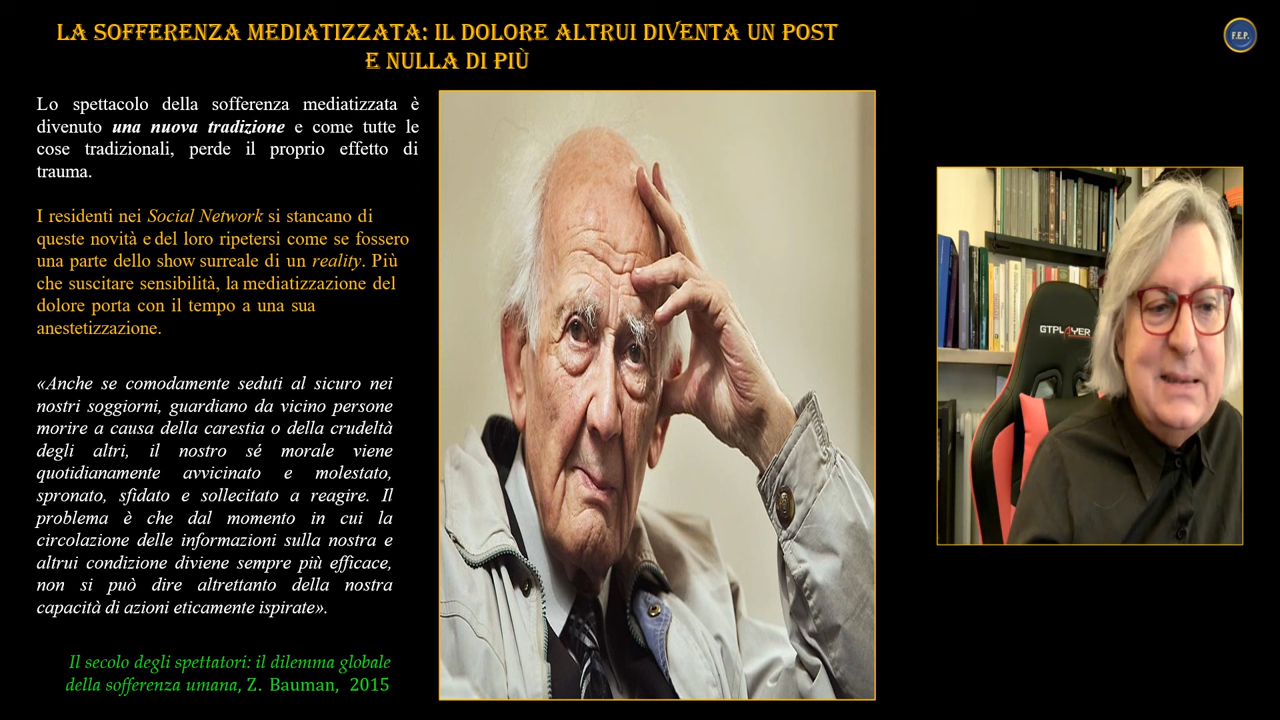 LA SOFFERENZA MEDIATIZZATA: IL DOLORE ALTRUI DIVENTA UN POST
E NULLA DI PIÙ
F.E.P.
Lo spettacolo della sofferenza mediatizzata è
divenuto una nuova tradizione e come tutte le
cose tradizionali, perde il proprio effetto di
trauma.
I residenti nei Social Network si stancano di
queste novità e del loro ripetersi come se fossero
una parte dello show surreale di un reality. Più
che suscitare sensibilità, la mediatizzazione del
dolore porta con il tempo a una sua
anestetizzazione.
«Anche se comodamente seduti al sicuro nei
nostri soggiorni, guardiano da vicino persone
morire a causa della carestia o della crudeltà
degli altri, il nostro sé morale viene
quotidianamente avvicinato e molestato,
spronato, sfidato e sollecitato a reagire. Il
problema è che dal momento in cui la
circolazione delle informazioni sulla nostra e
altrui condizione diviene sempre più efficace,
non si può dire altrettanto della nostra
capacità di azioni eticamente ispirate».
Il secolo degli spettatori: il dilemma globale
della sofferenza umana, Z. Bauman, 2015
GTPLAYER